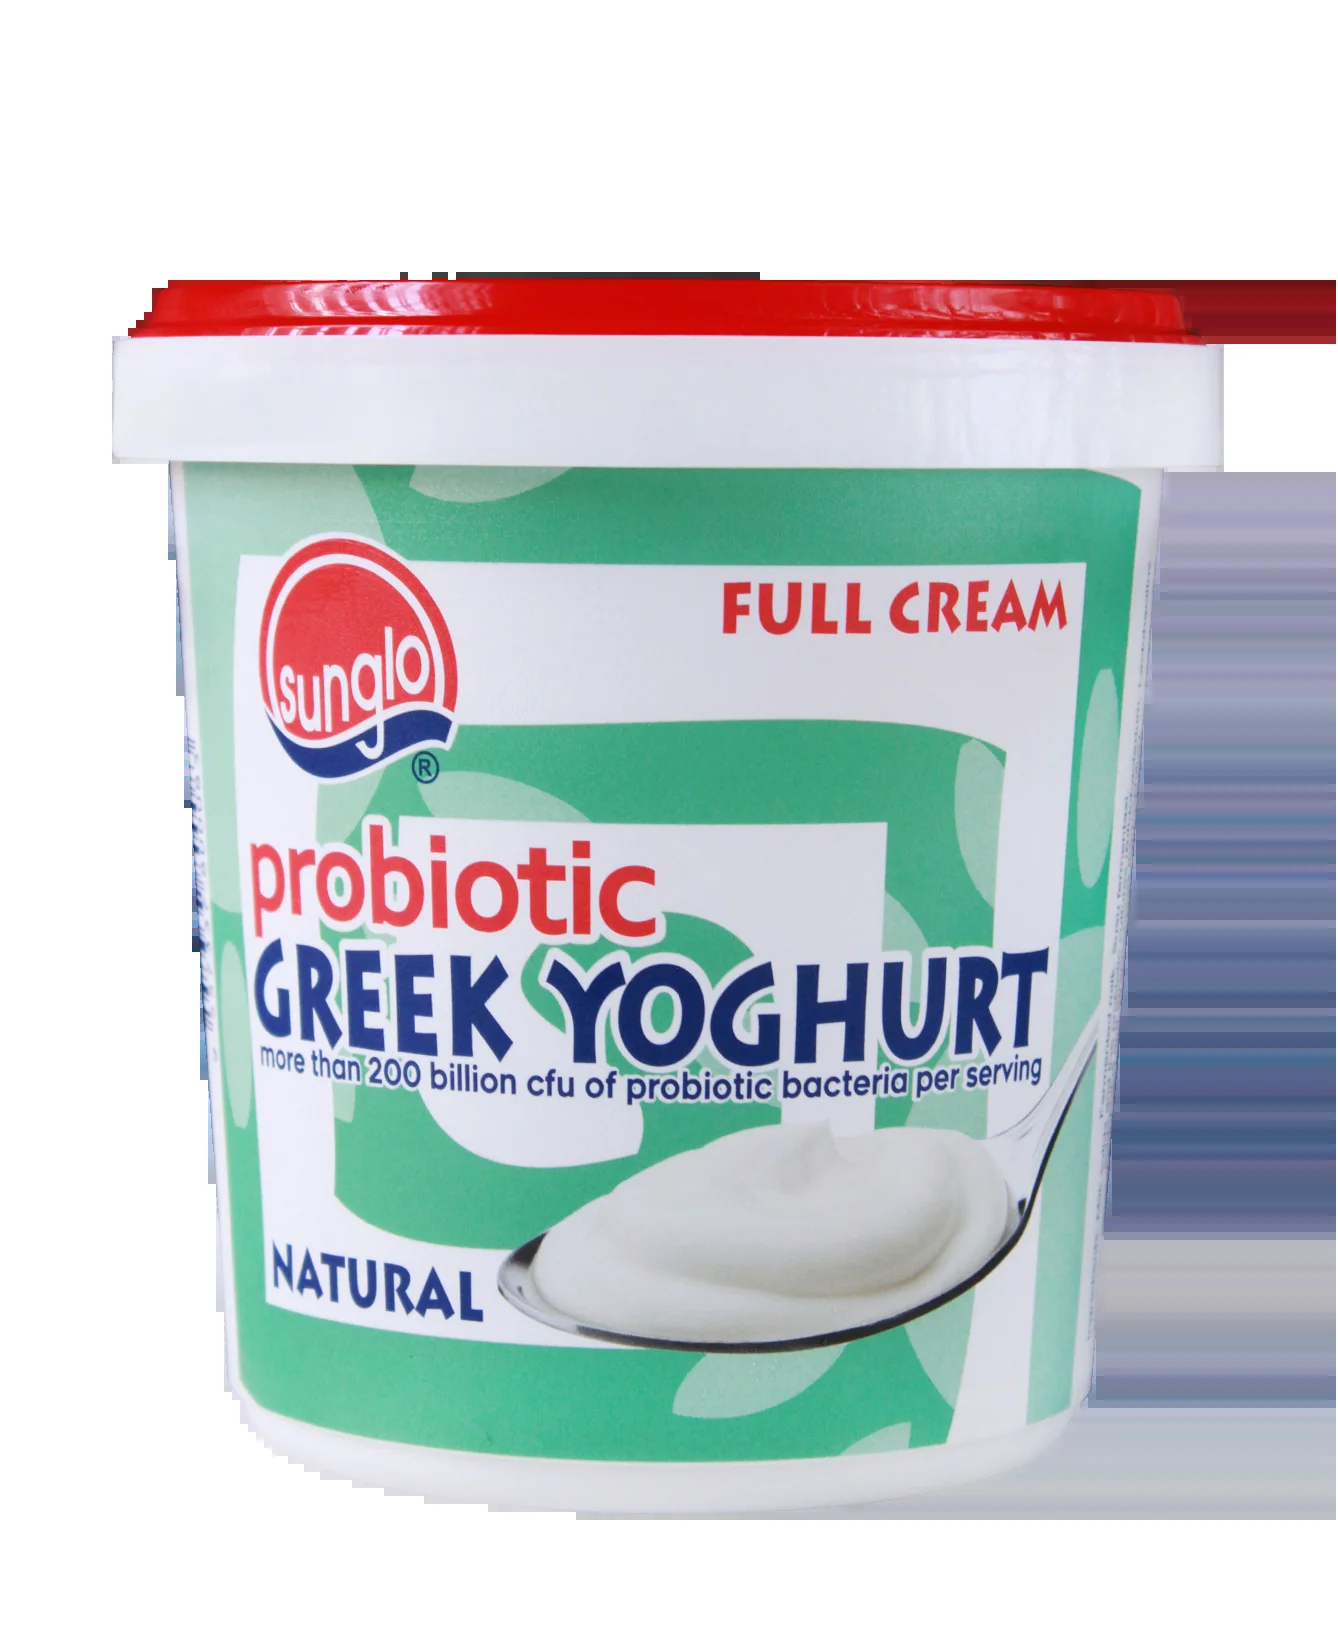 sunglo
®
FULL CREAM
probiotic
GREEK YOGHURT
more than 200 billion cfu of probiotic bacteria per serving
NATURAL